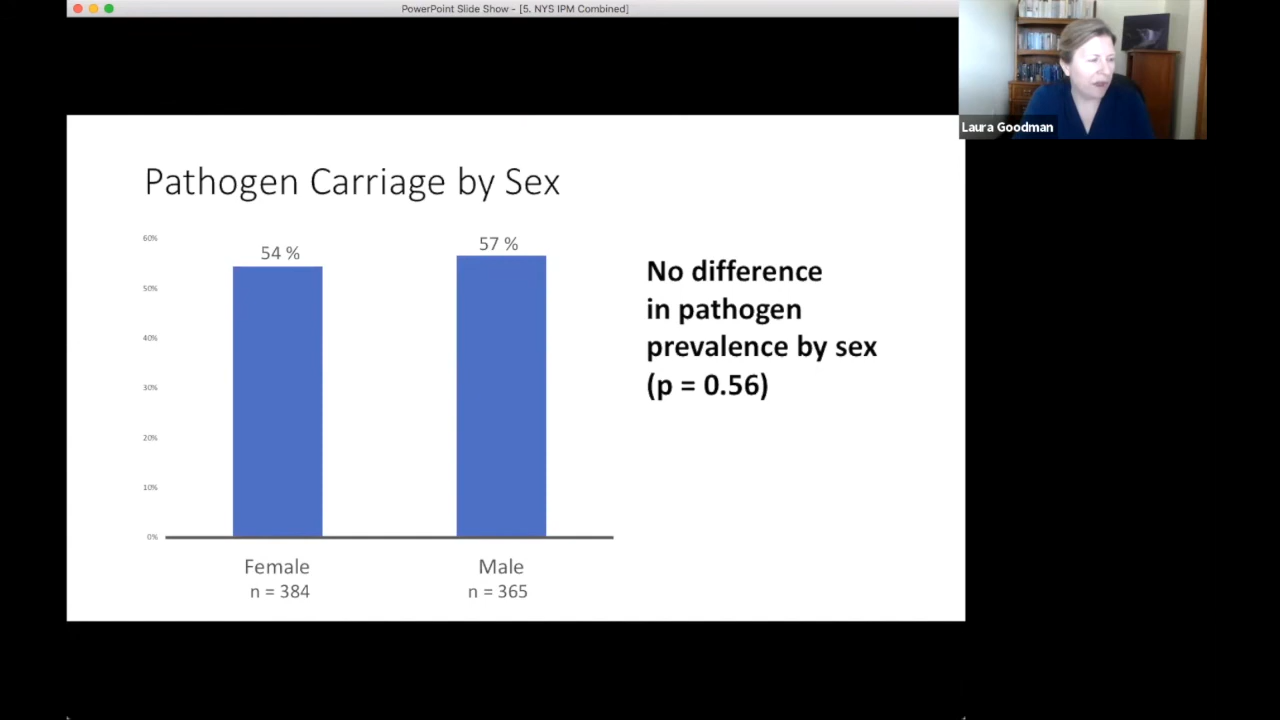 PowerPoint Slide Show - [5. NYS IPM Combined]
Laura Goodman
Pathogen Carriage by Sex
60%
50%
40%
30%
20%
10%
0%
54 %
57 %
Female
n = 384
Male
n = 365
No difference
in pathogen
prevalence by sex
(p = 0.56)